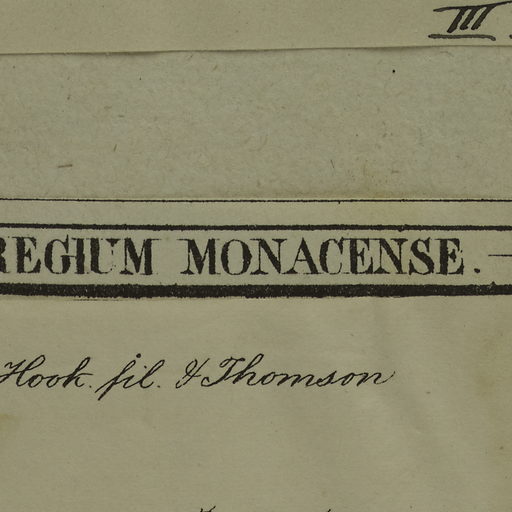 III
REGIUM MONACENSE. —
Hook. fil. & Thomson